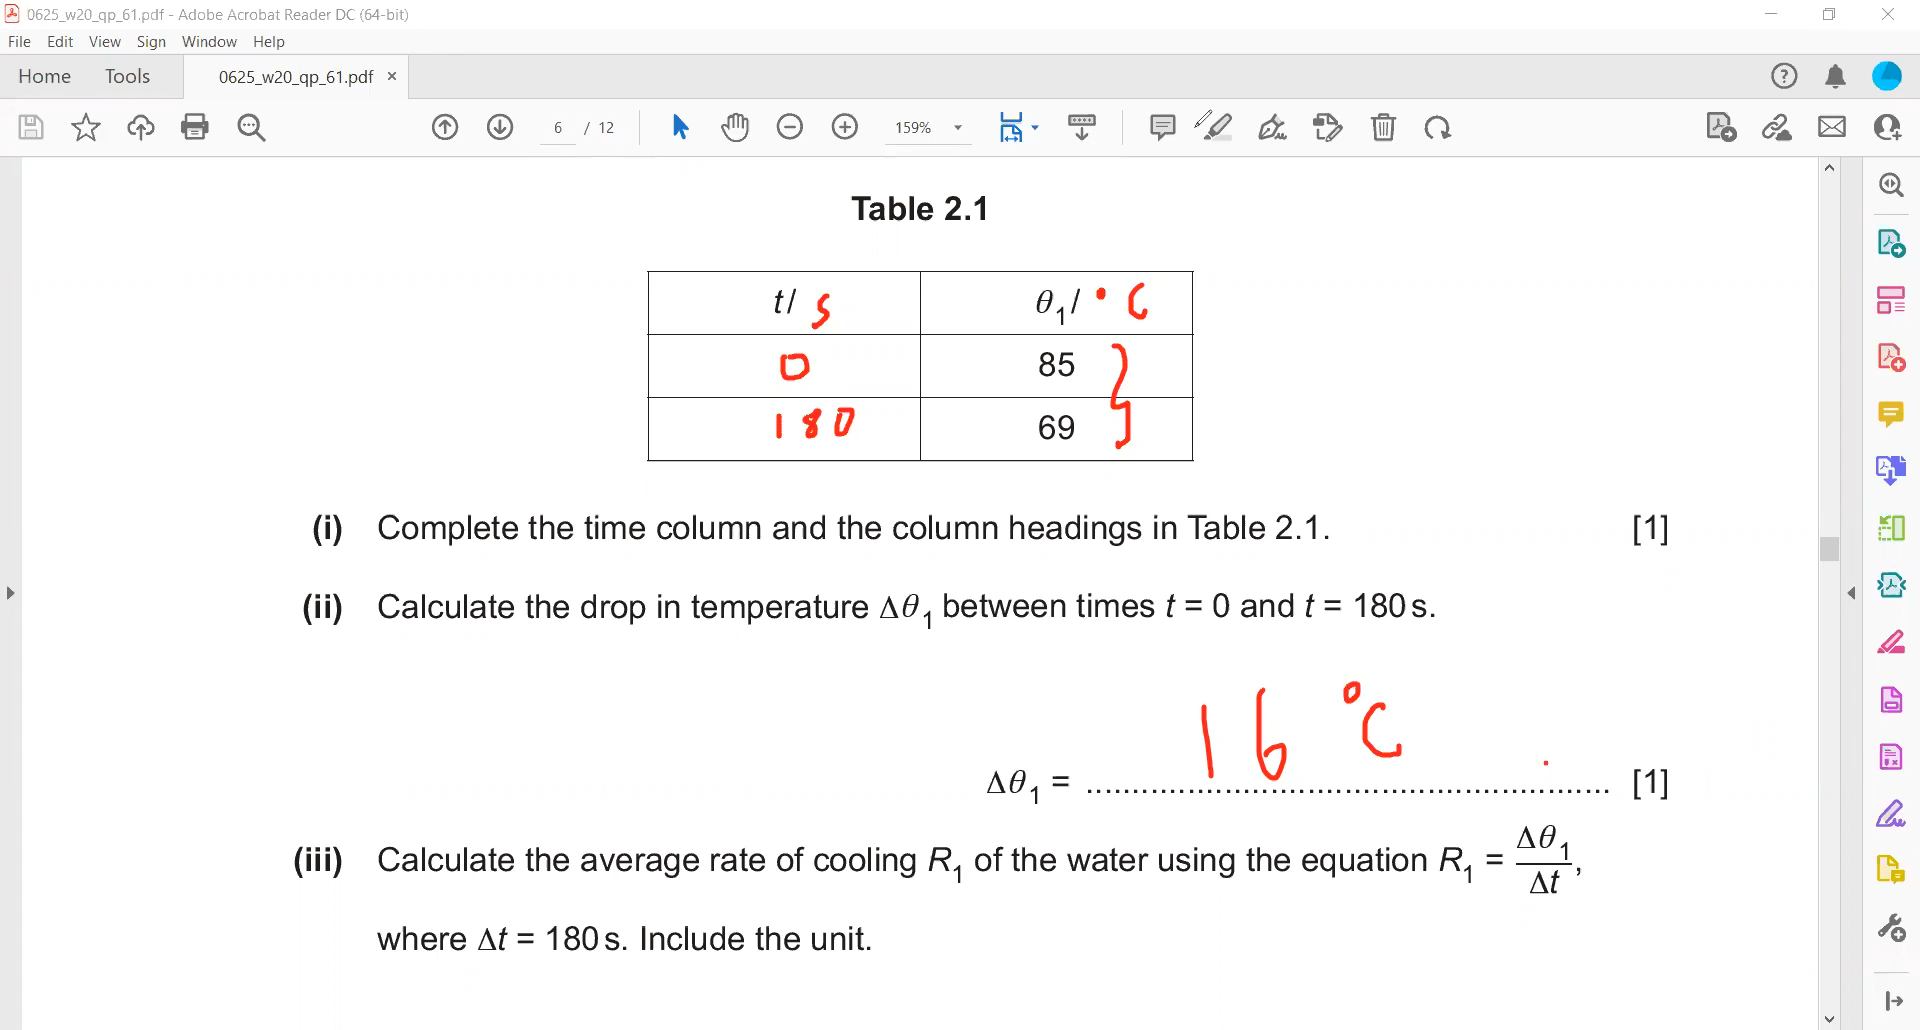 0625_w20_qp_61.pdf - Adobe Acrobat Reader DC (64-bit)
File Edit View Sign Window Help
Home Tools 0625_w20_qp_61.pdf ×
6 / 12 159%
Table 2.1
t/ s θ1/ °C
0 85
180 69
(i) Complete the time column and the column headings in Table 2.1. [1]
(ii) Calculate the drop in temperature Δθ1 between times t = 0 and t = 180 s.
16 °C
Δθ1 = ........................................................ [1]
(iii) Calculate the average rate of cooling R1 of the water using the equation R1 = Δθ1/Δt,
where Δt = 180 s. Include the unit.